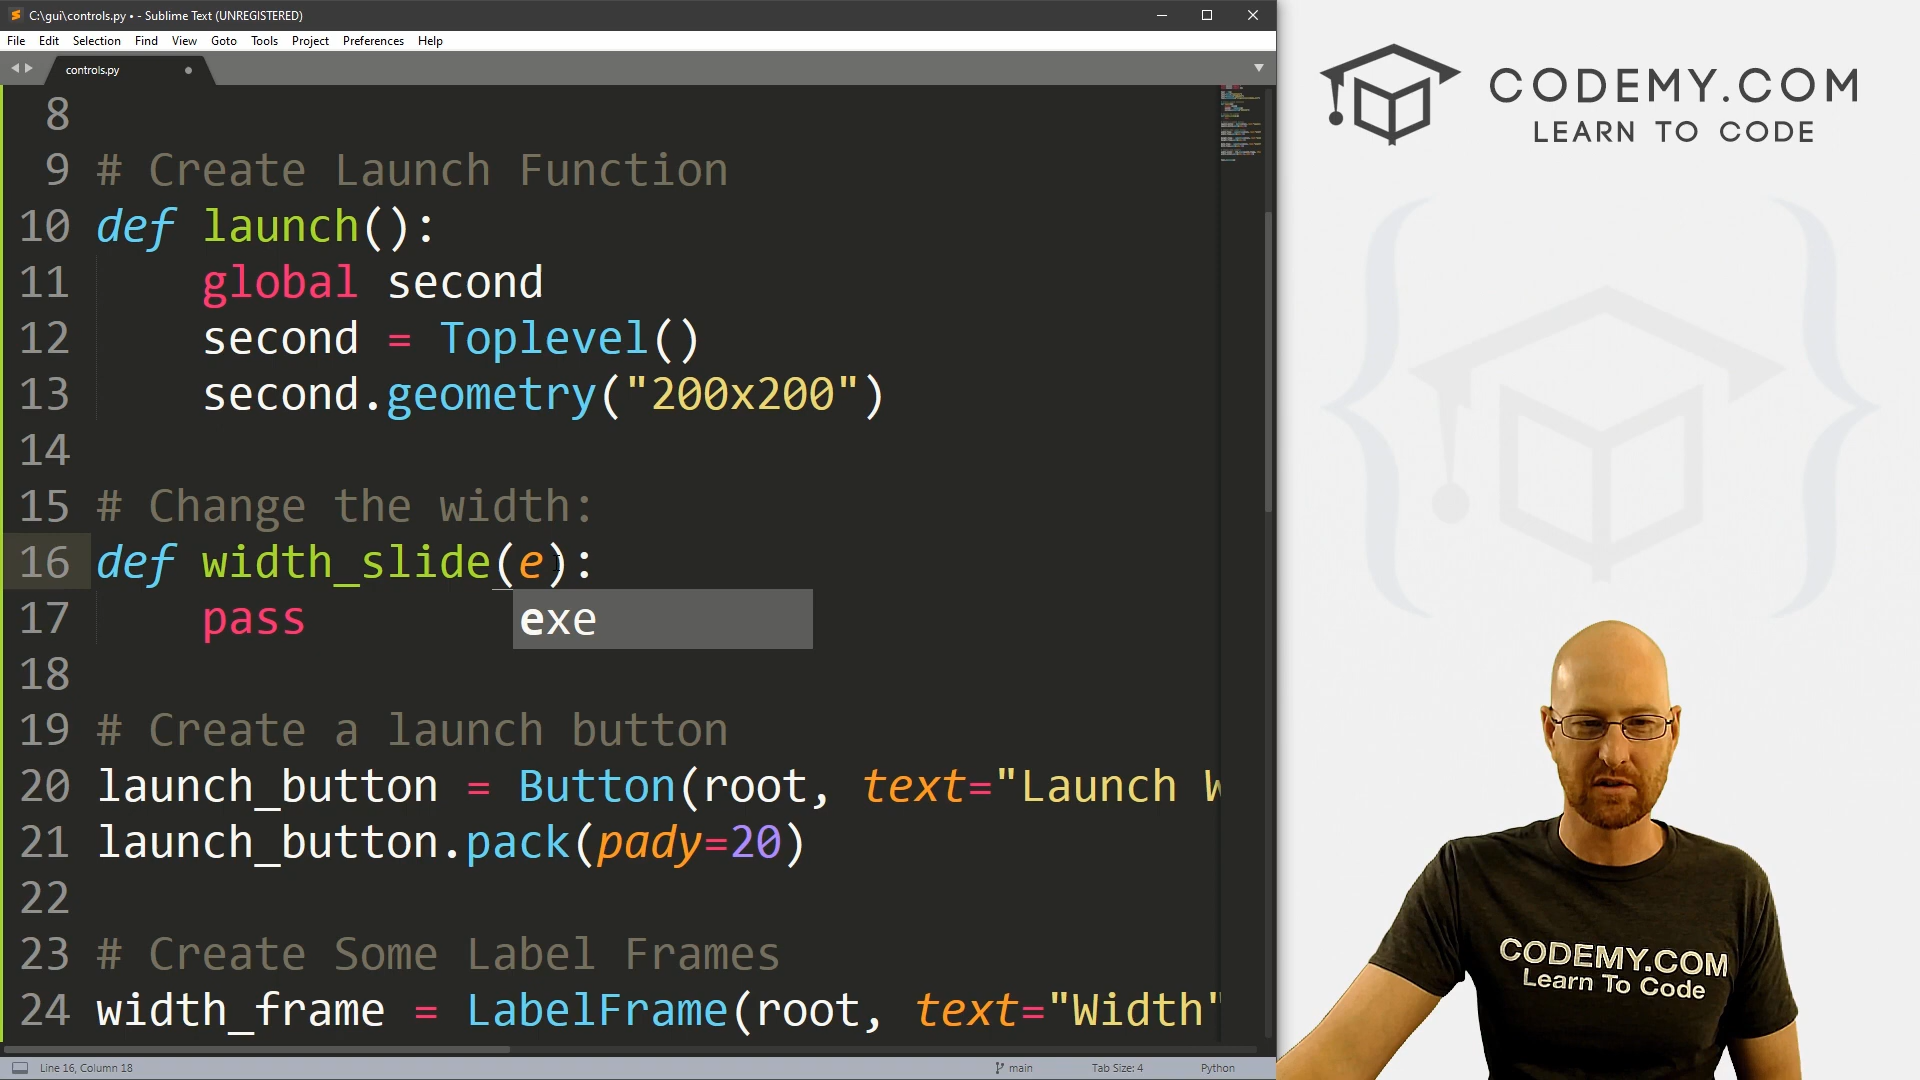 C:\gui\controls.py • - Sublime Text (UNREGISTERED)
File Edit Selection Find View Goto Tools Project Preferences Help
controls.py
8
9 # Create Launch Function
10 def launch():
11 global second
12 second = Toplevel()
13 second.geometry("200x200")
14
15 # Change the width:
16 def width_slide(e):
17 pass
exe
18
19 # Create a launch button
20 launch_button = Button(root, text="Launch W
21 launch_button.pack(pady=20)
22
23 # Create Some Label Frames
24 width_frame = LabelFrame(root, text="Width"
Line 16, Column 18
main
Tab Size: 4
Python
CODEMY.COM
LEARN TO CODE
CODEMY.COM
Learn To Code